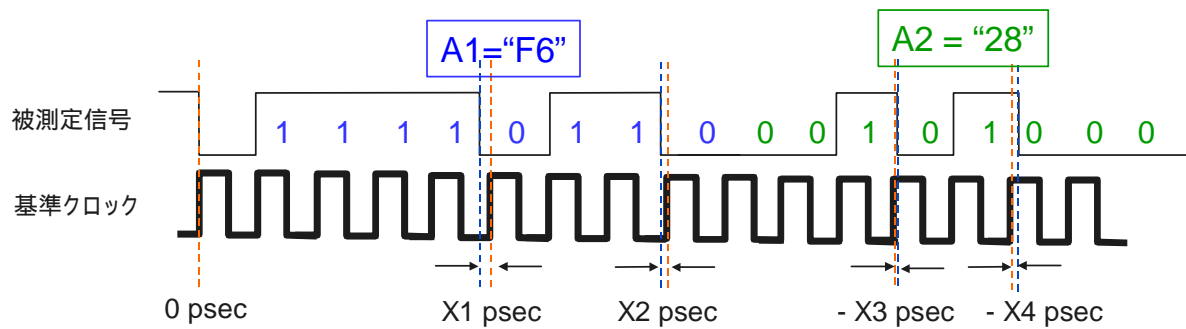 A1=“F6”
A2 = “28”
被測定信号
1 1 1 1 0 1 1 0 0 0 1 0 1 0 0 0
基準クロック
0 psec X1 psec X2 psec - X3 psec - X4 psec